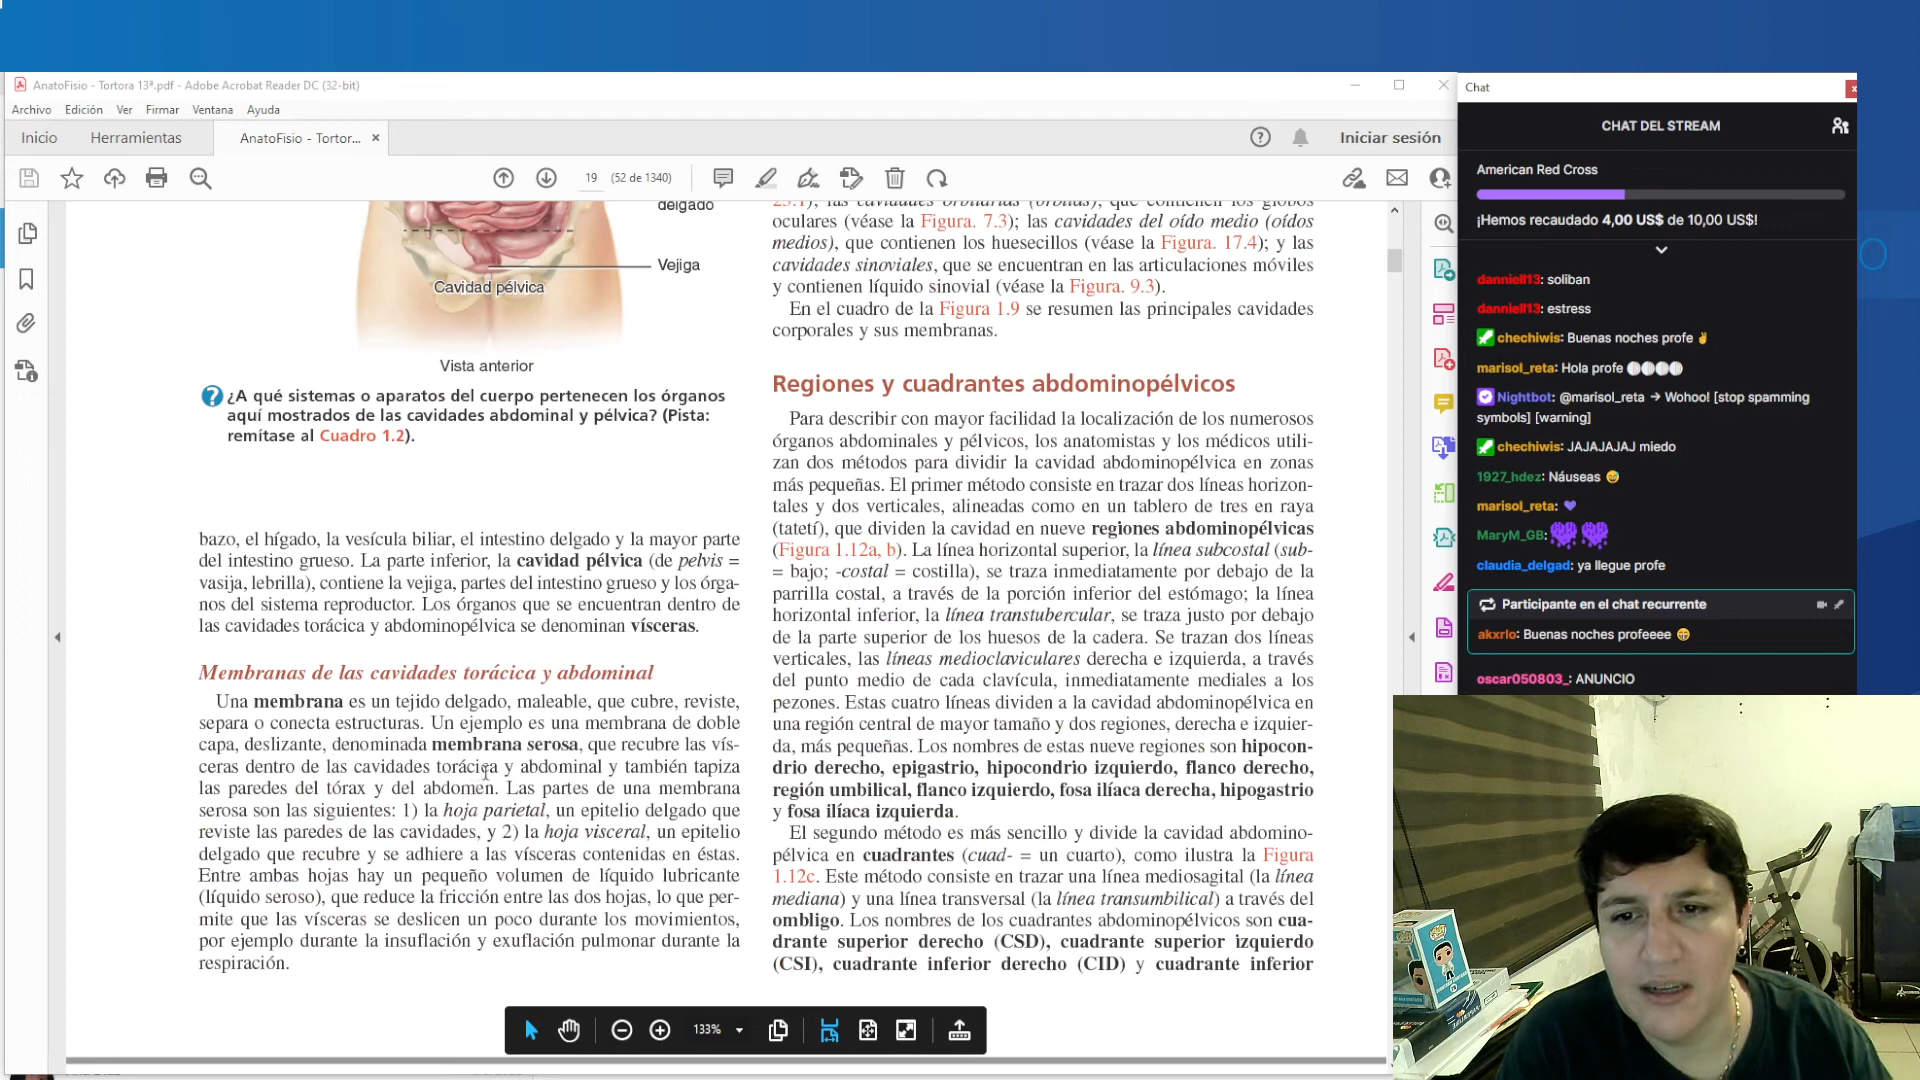 AnatoFisio - Tortora 13ª.pdf - Adobe Acrobat Reader DC (32-bit)
Archivo Edición Ver Firmar Ventana Ayuda
Inicio Herramientas AnatoFisio - Tortor... × Iniciar sesión
19 (52 de 1340)
delgado
Vejiga
Cavidad pélvica
Vista anterior
¿A qué sistemas o aparatos del cuerpo pertenecen los órganos
aquí mostrados de las cavidades abdominal y pélvica? (Pista:
remítase al Cuadro 1.2).
bazo, el hígado, la vesícula biliar, el intestino delgado y la mayor parte
del intestino grueso. La parte inferior, la cavidad pélvica (de pelvis =
vasija, lebrilla), contiene la vejiga, partes del intestino grueso y los órga-
nos del sistema reproductor. Los órganos que se encuentran dentro de
las cavidades torácica y abdominopélvica se denominan vísceras.
Membranas de las cavidades torácica y abdominal
Una membrana es un tejido delgado, maleable, que cubre, reviste,
separa o conecta estructuras. Un ejemplo es una membrana de doble
capa, deslizante, denominada membrana serosa, que recubre las vís-
ceras dentro de las cavidades torácica y abdominal y también tapiza
las paredes del tórax y del abdomen. Las partes de una membrana
serosa son las siguientes: 1) la hoja parietal, un epitelio delgado que
reviste las paredes de las cavidades, y 2) la hoja visceral, un epitelio
delgado que recubre y se adhiere a las vísceras contenidas en éstas.
Entre ambas hojas hay un pequeño volumen de líquido lubricante
(líquido seroso), que reduce la fricción entre las dos hojas, lo que per-
mite que las vísceras se deslicen un poco durante los movimientos,
por ejemplo durante la insuflación y exuflación pulmonar durante la
respiración.
23.1); las cavidades orbitarias (órbitas), que contienen los globos
oculares (véase la Figura. 7.3); las cavidades del oído medio (oídos
medios), que contienen los huesecillos (véase la Figura. 17.4); y las
cavidades sinoviales, que se encuentran en las articulaciones móviles
y contienen líquido sinovial (véase la Figura. 9.3).
En el cuadro de la Figura 1.9 se resumen las principales cavidades
corporales y sus membranas.
Regiones y cuadrantes abdominopélvicos
Para describir con mayor facilidad la localización de los numerosos
órganos abdominales y pélvicos, los anatomistas y los médicos utili-
zan dos métodos para dividir la cavidad abdominopélvica en zonas
más pequeñas. El primer método consiste en trazar dos líneas horizon-
tales y dos verticales, alineadas como en un tablero de tres en raya
(tatetí), que dividen la cavidad en nueve regiones abdominopélvicas
(Figura 1.12a, b). La línea horizontal superior, la línea subcostal (sub-
= bajo; -costal = costilla), se traza inmediatamente por debajo de la
parrilla costal, a través de la porción inferior del estómago; la línea
horizontal inferior, la línea transtubercular, se traza justo por debajo
de la parte superior de los huesos de la cadera. Se trazan dos líneas
verticales, las líneas medioclaviculares derecha e izquierda, a través
del punto medio de cada clavícula, inmediatamente mediales a los
pezones. Estas cuatro líneas dividen a la cavidad abdominopélvica en
una región central de mayor tamaño y dos regiones, derecha e izquier-
da, más pequeñas. Los nombres de estas nueve regiones son hipocon-
drio derecho, epigastrio, hipocondrio izquierdo, flanco derecho,
región umbilical, flanco izquierdo, fosa ilíaca derecha, hipogastrio
y fosa ilíaca izquierda.
El segundo método es más sencillo y divide la cavidad abdomino-
pélvica en cuadrantes (cuad- = un cuarto), como ilustra la Figura
1.12c. Este método consiste en trazar una línea mediosagital (la línea
mediana) y una línea transversal (la línea transumbilical) a través del
ombligo. Los nombres de los cuadrantes abdominopélvicos son cua-
drante superior derecho (CSD), cuadrante superior izquierdo
(CSI), cuadrante inferior derecho (CID) y cuadrante inferior
133%
Chat
CHAT DEL STREAM
American Red Cross
¡Hemos recaudado 4,00 US$ de 10,00 US$!
danniell13: soliban
danniell13: estress
chechiwis: Buenas noches profe ✌
marisol_reta: Hola profe
Nightbot: @marisol_reta → Wohoo! [stop spamming
symbols] [warning]
chechiwis: JAJAJAJAJ miedo
1927_hdez: Náuseas 😅
marisol_reta: 💜
MaryM_GB:
claudia_delgad: ya llegue profe
Participante en el chat recurrente
akxrlo: Buenas noches profeeee 😁
oscar050803_: ANUNCIO